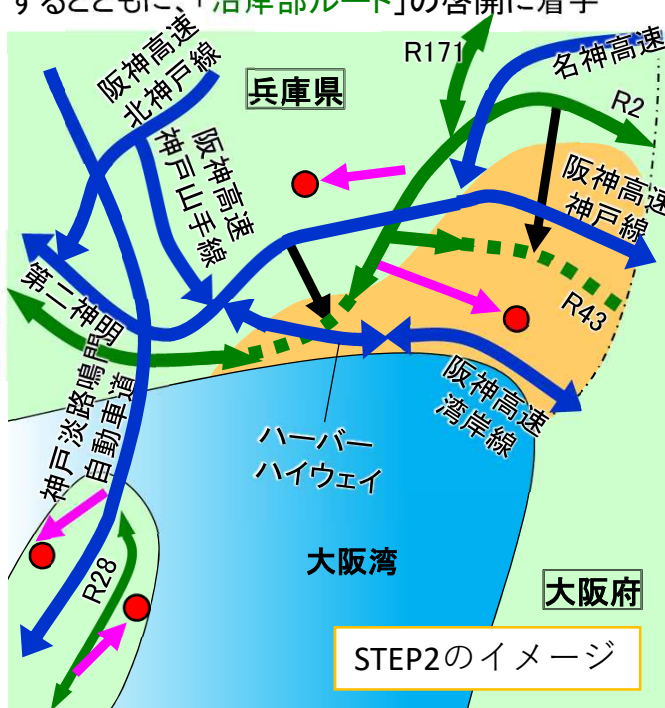 するとともに、「沿岸部ルート」の啓開に着手
R171
名神高速
阪神高速
北神戸線
兵庫県
R2
阪神高速
神戸山手線
阪神高速
神戸線
第二神明
R43
神戸淡路鳴門
自動車道
ハーバー
ハイウェイ
阪神高速
湾岸線
R28
大阪湾
大阪府
STEP2のイメージ